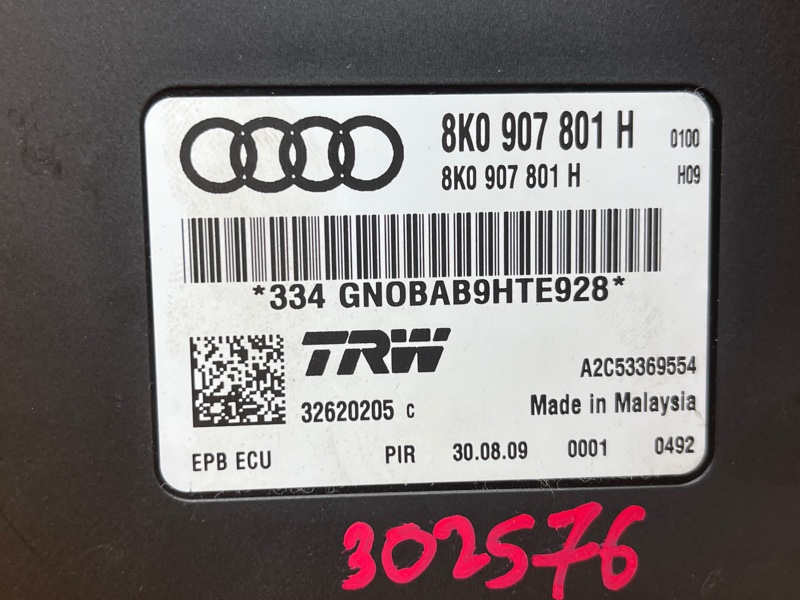 8K0 907 801 H 0100
8K0 907 801 H H09
*334 GN0BAB9HTE928*
TRW
A2C53369554
32620205 C Made in Malaysia
EPB ECU PIR 30.08.09 0001 0492
302576